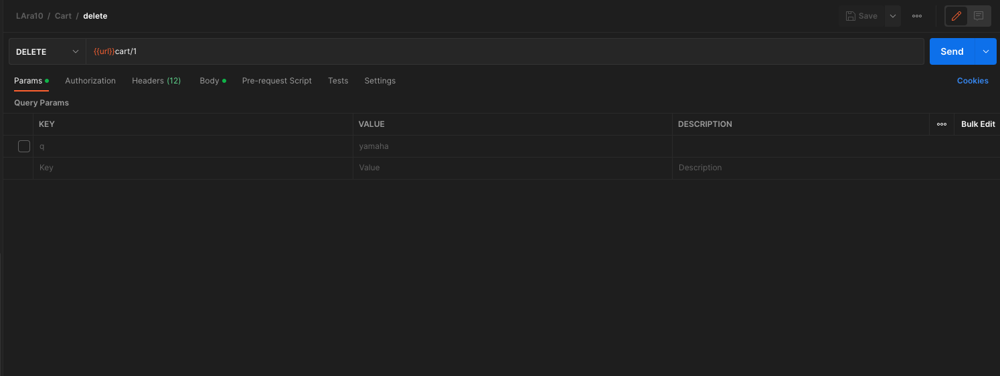 LAra10 / Cart / delete
Save
DELETE
{{url}}cart/1
Send
Params
Authorization
Headers (12)
Body
Pre-request Script
Tests
Settings
Cookies
Query Params
KEY
VALUE
DESCRIPTION
Bulk Edit
q
yamaha
Key
Value
Description